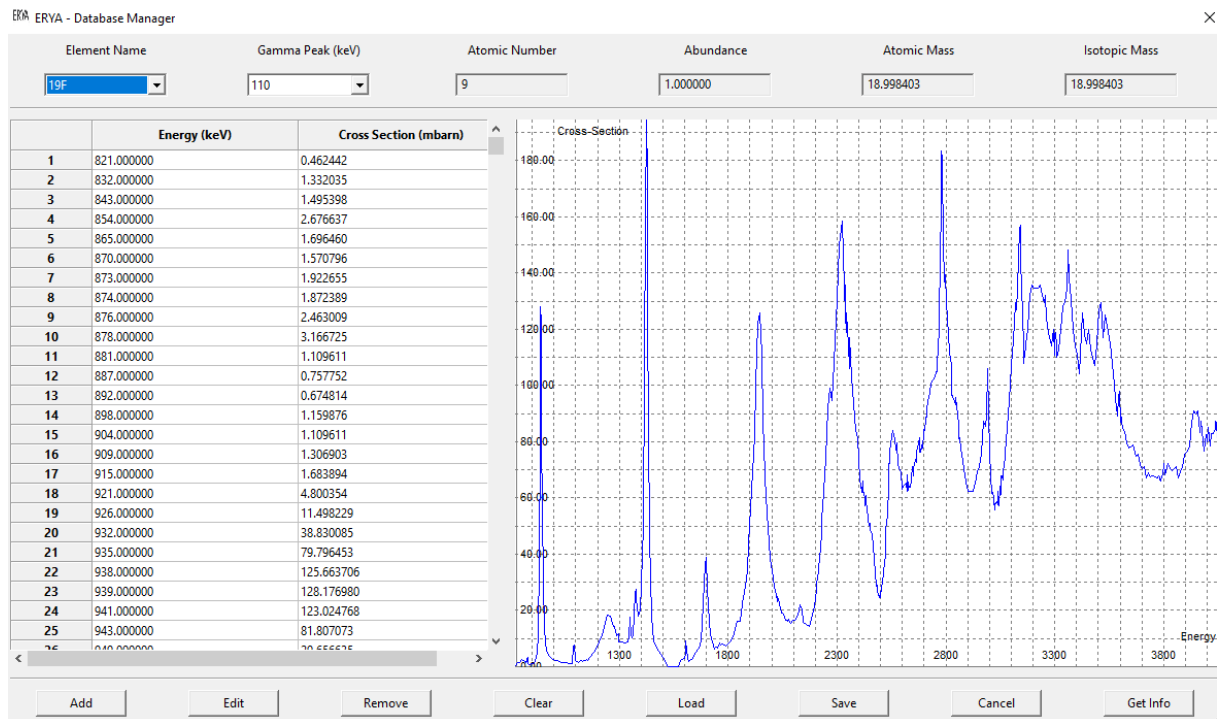 ERYA ERYA - Database Manager
Element Name Gamma Peak (keV) Atomic Number Abundance Atomic Mass Isotopic Mass
19F 110 9 1.000000 18.998403 18.998403
Energy (keV) Cross Section (mbarn)
1 821.000000 0.462442
2 832.000000 1.332035
3 843.000000 1.495398
4 854.000000 2.676637
5 865.000000 1.696460
6 870.000000 1.570796
7 873.000000 1.922655
8 874.000000 1.872389
9 876.000000 2.463009
10 878.000000 3.166725
11 881.000000 1.109611
12 887.000000 0.757752
13 892.000000 0.674814
14 898.000000 1.159876
15 904.000000 1.109611
16 909.000000 1.306903
17 915.000000 1.683894
18 921.000000 4.800354
19 926.000000 11.498229
20 932.000000 38.830085
21 935.000000 79.796453
22 938.000000 125.663706
23 939.000000 128.176980
24 941.000000 123.024768
25 943.000000 81.807073
26
Cross-Section
180.00
160.00
140.00
120.00
100.00
80.00
60.00
40.00
20.00
0.00
Energy
1300 1800 2300 2800 3300 3800
Add Edit Remove Clear Load Save Cancel Get Info